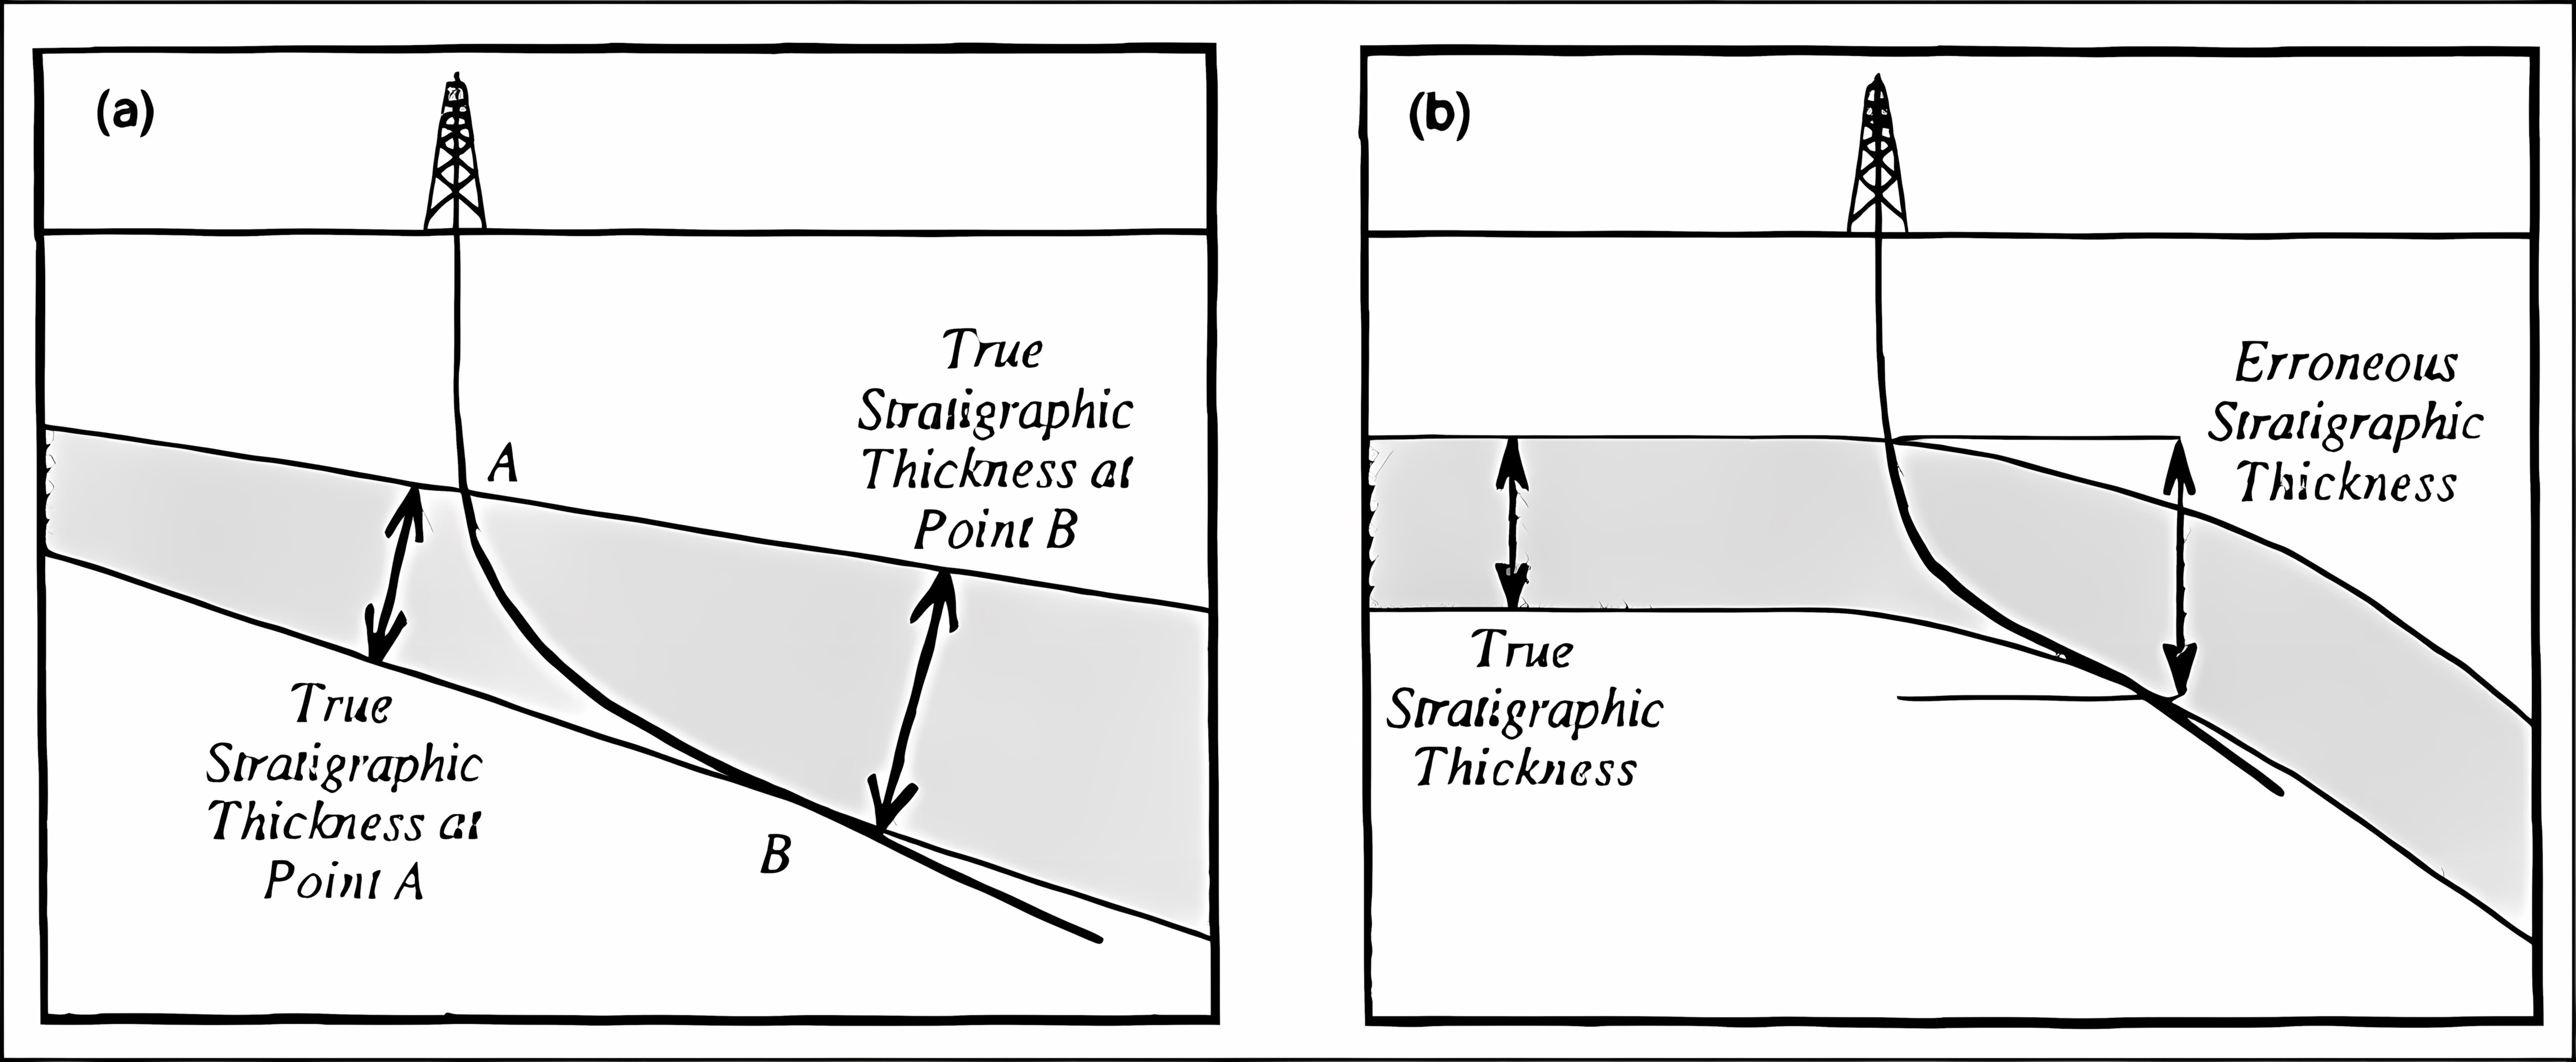 (a)
True
Stratigraphic
Thickness at
Point B
A
True
Stratigraphic
Thickness at
Point A
B
(b)
Erroneous
Stratigraphic
Thickness
True
Stratigraphic
Thickness